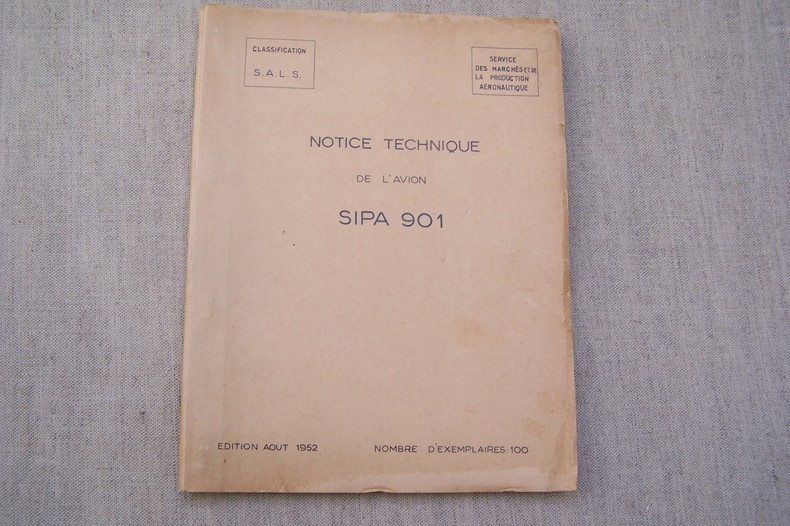 CLASSIFICATION
S.A.L.S.
SERVICE
DES MARCHÉS ET DE
LA PRODUCTION
AERONAUTIQUE
NOTICE TECHNIQUE
DE L'AVION
SIPA 901
EDITION AOUT 1952
NOMBRE D'EXEMPLAIRES: 100